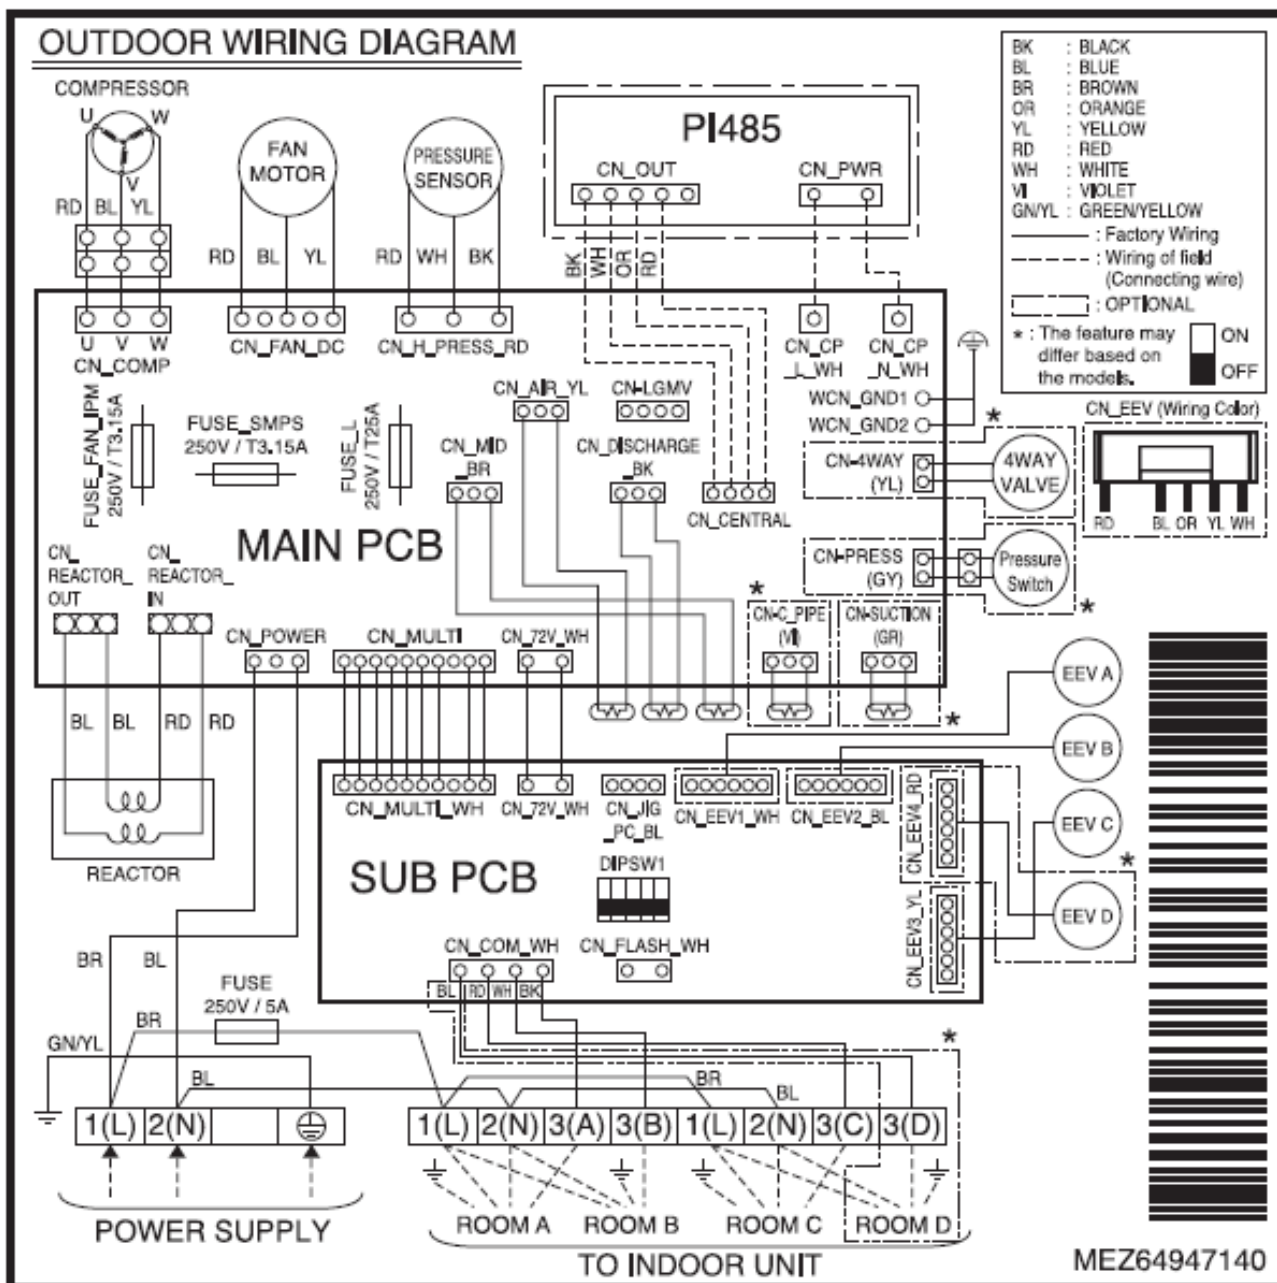 OUTDOOR WIRING DIAGRAM
COMPRESSOR
U
W
V
RD BL YL
FAN
MOTOR
RD BL YL
PRESSURE
SENSOR
RD WH BK
PI485
CN_OUT
CN_PWR
BK
WH
OR
RD
BK : BLACK
BL : BLUE
BR : BROWN
OR : ORANGE
YL : YELLOW
RD : RED
WH : WHITE
VI : VIOLET
GN/YL : GREEN/YELLOW
: Factory Wiring
: Wiring of field
(Connecting wire)
: OPTIONAL
* : The feature may
differ based on
the models.
ON
OFF
U V W
CN_COMP
CN_FAN_DC
CN_H_PRESS_RD
CN_CP
_L_WH
CN_CP
_N_WH
WCN_GND1
WCN_GND2
FUSE_FAN_IPM
250V / T3.15A
FUSE_SMPS
250V / T3.15A
FUSE_L
250V / T25A
CN_AIR_YL
CN-LGMV
CN_MID
_BR
CN_DISCHARGE
_BK
CN_CENTRAL
CN-4WAY
(YL)
4WAY
VALVE
*
CN_EEV (Wiring Color)
RD BL OR YL WH
MAIN PCB
CN-PRESS
(GY)
Pressure
Switch
*
CN_
REACTOR_
OUT
CN_
REACTOR_
IN
CN_POWER
CN_MULTI
CN_72V_WH
*
CN-C_PIPE
(VI)
CN-SUCTION
(GR)
*
BL BL RD RD
REACTOR
EEV A
EEV B
EEV C
EEV D
*
CN_MULTI_WH
CN_72V_WH
CN_JIG
_PC_BL
CN_EEV1_WH
CN_EEV2_BL
CN_EEV4_RD
CN_EEV3_YL
SUB PCB
DIPSW1
CN_COM_WH
CN_FLASH_WH
BL RD WH BK
BR
BL
FUSE
250V / 5A
BR
GN/YL
BL
BR
BL
*
1(L) 2(N)
1(L) 2(N) 3(A) 3(B) 1(L) 2(N) 3(C) 3(D)
POWER SUPPLY
ROOM A ROOM B ROOM C ROOM D
TO INDOOR UNIT
MEZ64947140